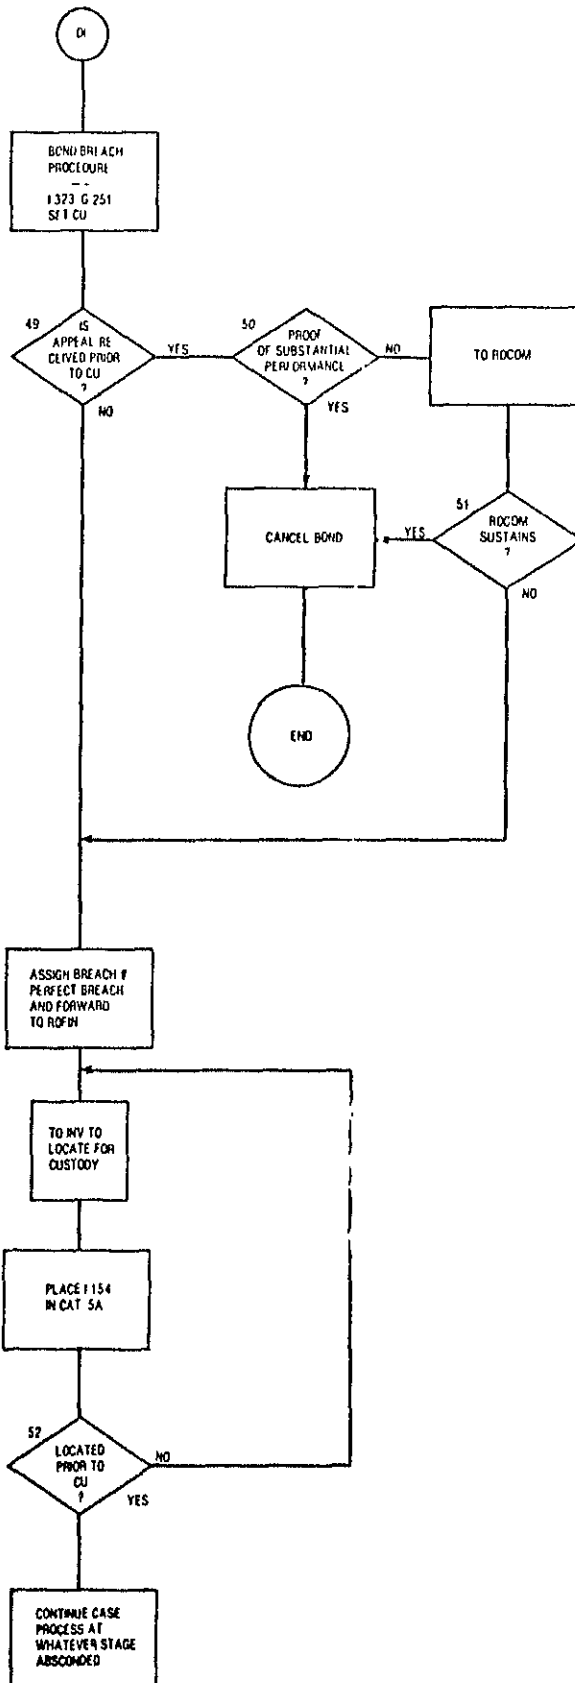 DI
BOND BREACH
PROCEDURE
I 323 G 251
SET CU
49
IS
APPEAL RE
CEIVED PRIOR
TO CU
?
YES
NO
50
PROOF
OF SUBSTANTIAL
PERFORMANCE
?
NO
YES
TO ROCOM
51
ROCOM
SUSTAINS
?
YES
NO
CANCEL BOND
END
ASSIGN BREACH #
PERFECT BREACH
AND FORWARD
TO ROFIN
TO INV TO
LOCATE FOR
CUSTODY
PLACE I 154
IN CAT 5A
52
LOCATED
PRIOR TO
CU
?
NO
YES
CONTINUE CASE
PROCESS AT
WHATEVER STAGE
ABSCONDED